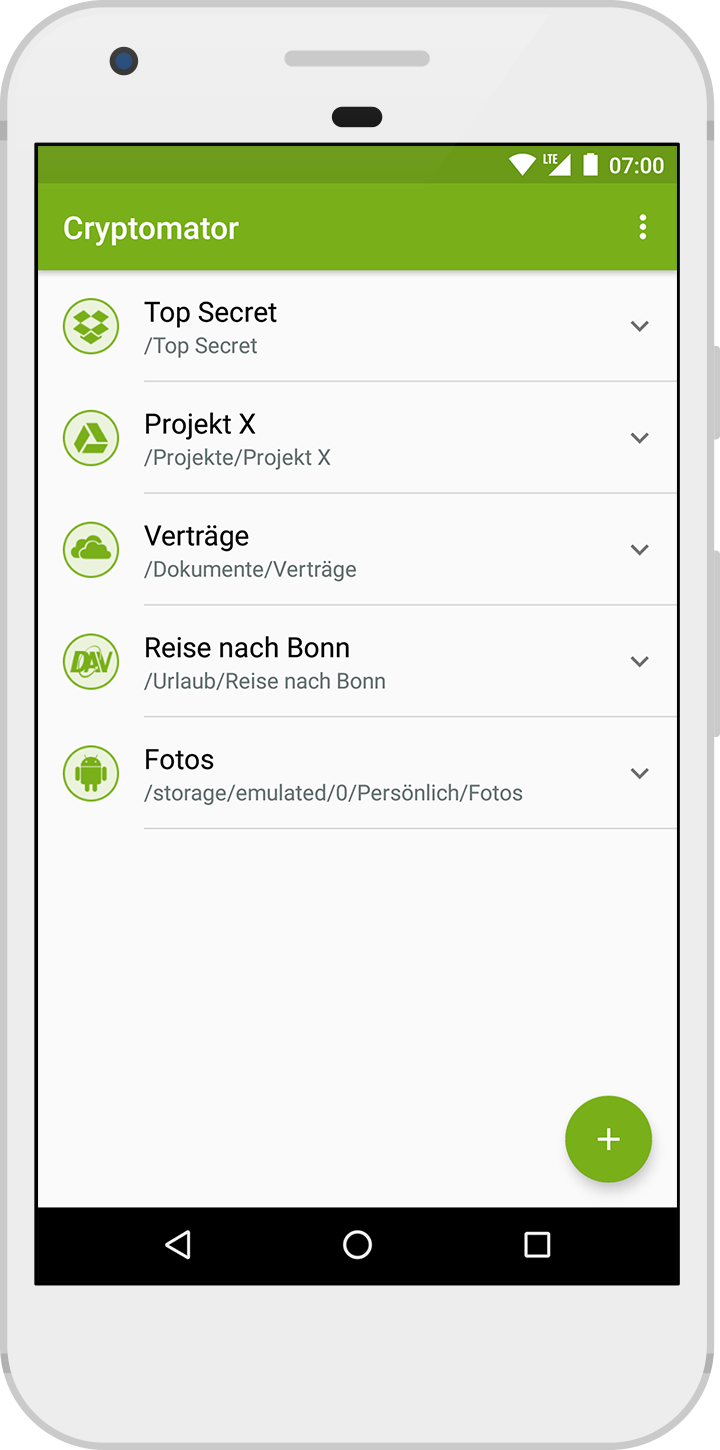 LTE 07:00
Cryptomator
Top Secret
/Top Secret
Projekt X
/Projekte/Projekt X
Verträge
/Dokumente/Verträge
DAV
Reise nach Bonn
/Urlaub/Reise nach Bonn
Fotos
/storage/emulated/0/Persönlich/Fotos